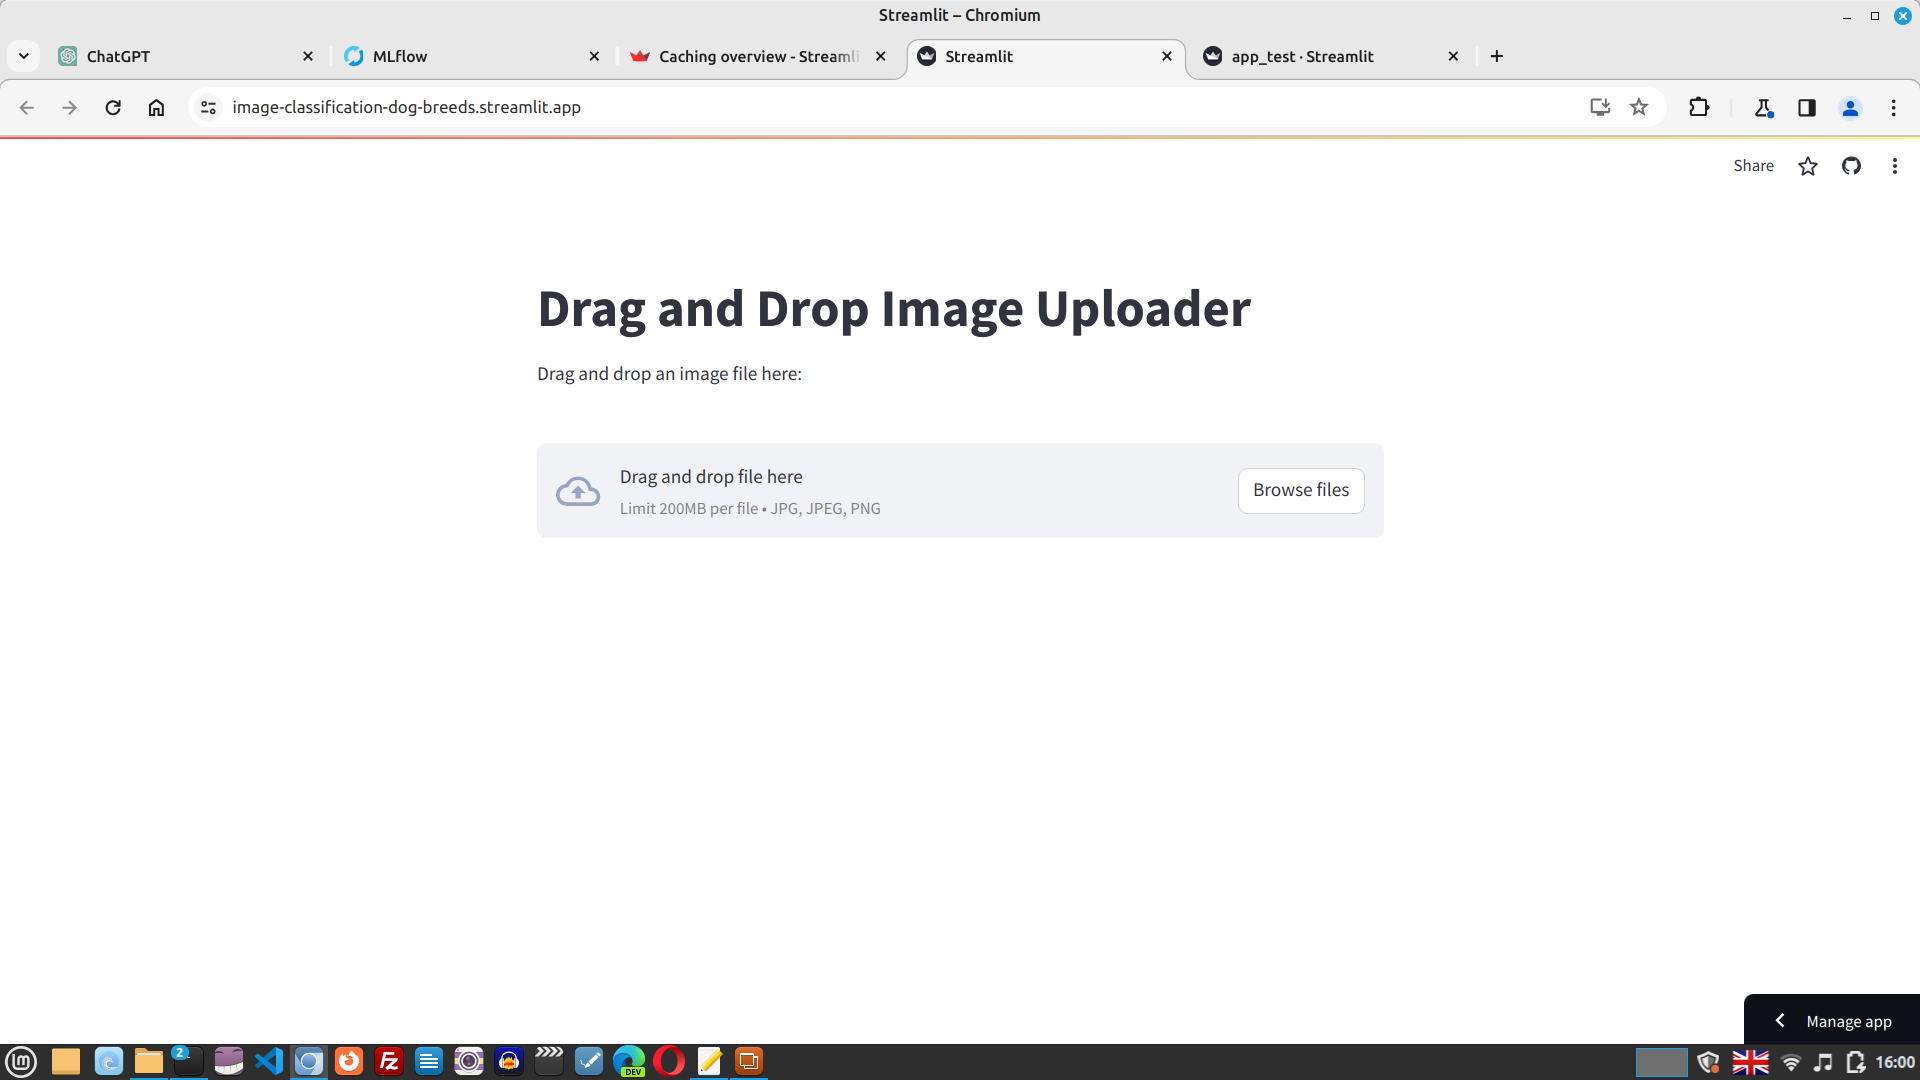 Streamlit – Chromium
ChatGPT
MLflow
Caching overview - Streamli
Streamlit
app_test · Streamlit
image-classification-dog-breeds.streamlit.app
Share
Drag and Drop Image Uploader
Drag and drop an image file here:
Drag and drop file here
Limit 200MB per file • JPG, JPEG, PNG
Browse files
Manage app
2
DEV
16:00